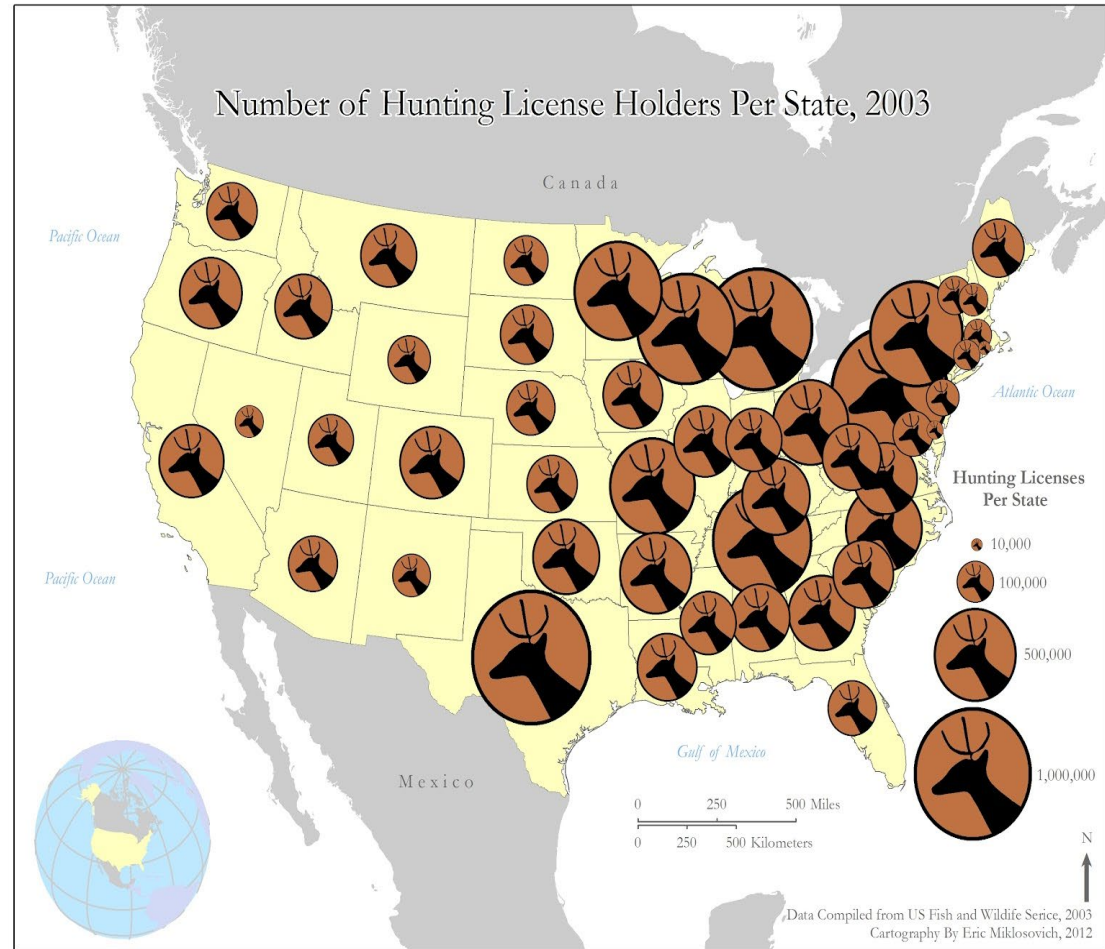 Number of Hunting License Holders Per State, 2003
Canada
Pacific Ocean
Atlantic Ocean
Hunting Licenses
Per State
10,000
100,000
500,000
1,000,000
Pacific Ocean
Gulf of Mexico
Mexico
0 250 500 Miles
0 250 500 Kilometers
N
Data Compiled from US Fish and Wildlife Serice, 2003
Cartography By Eric Miklosovich, 2012